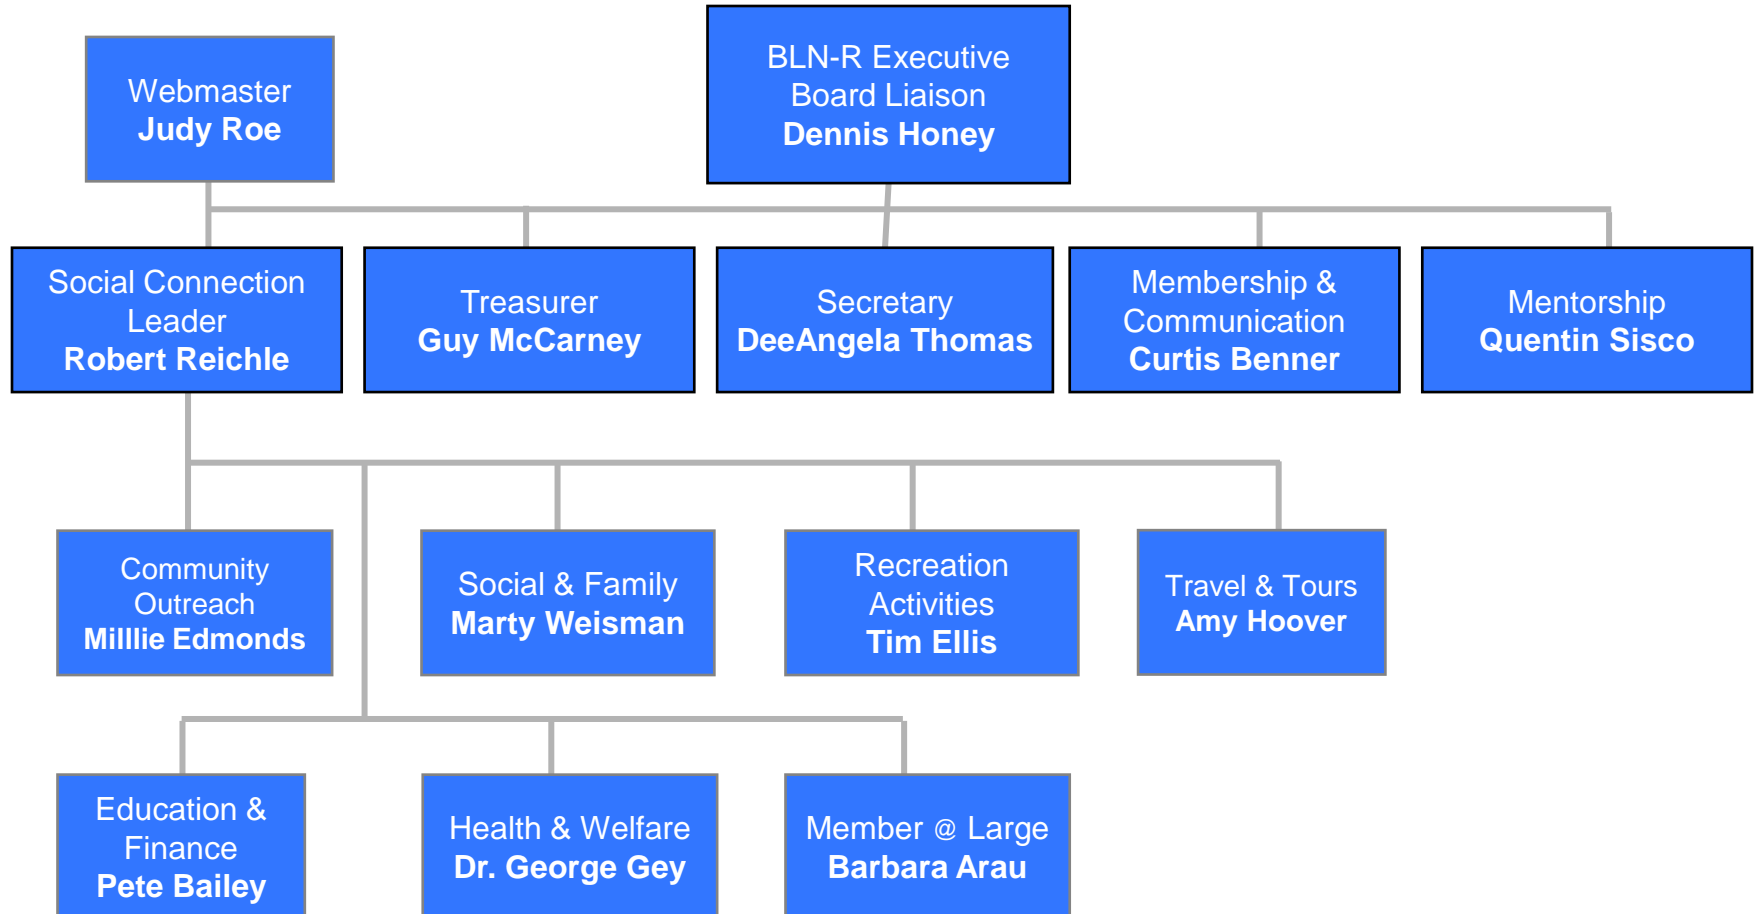 Webmaster
Judy Roe
BLN-R Executive
Board Liaison
Dennis Honey
Social Connection
Leader
Robert Reichle
Treasurer
Guy McCarney
Secretary
DeeAngela Thomas
Membership &
Communication
Curtis Benner
Mentorship
Quentin Sisco
Community
Outreach
Milllie Edmonds
Social & Family
Marty Weisman
Recreation
Activities
Tim Ellis
Travel & Tours
Amy Hoover
Education &
Finance
Pete Bailey
Health & Welfare
Dr. George Gey
Member @ Large
Barbara Arau